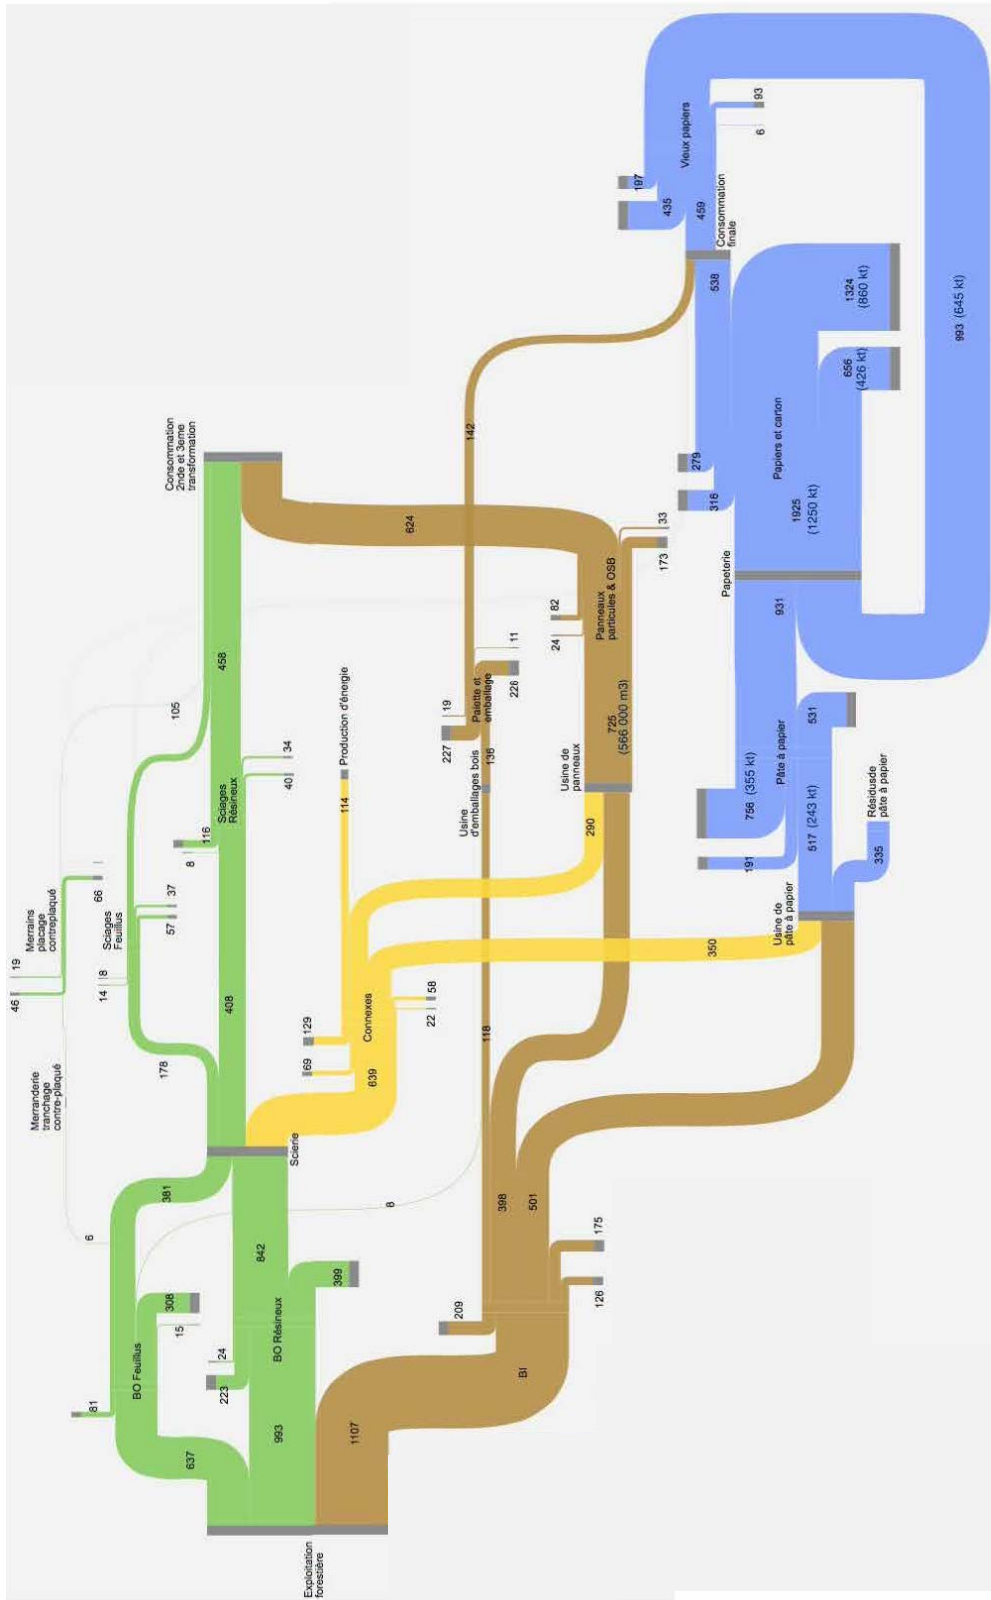 46
19
Merranderie
tranchage
contre-plaqué
Merrains
placage
contreplaqué
66
81
6
14
8
Sciages
Feuillus
BO Feuillus
178
57
37
105
637
15
308
381
Consommation
2nde et 3eme
transformation
8
116
223
24
408
Sciages
Résineux
458
993
BO Résineux
842
40
34
Scierie
69
129
Exploitation
forestière
399
1107
639
Connexes
114
Production d'énergie
8
22
58
209
227
19
142
Usine
d'emballages bois
Palette et
emballage
118
136
398
226
11
624
BI
501
24
82
Usine de
panneaux
290
126
175
725
(566 000 m3)
Panneaux
particules & OSB
173
33
197
435
Vieux papiers
350
279
316
459
538
Consommation
finale
Papeterie
191
756 (355 kt)
93
6
Usine de
pâte à papier
Pâte à papier
931
Papiers et carton
517 (243 kt)
531
1925
(1250 kt)
656
(426 kt)
1324
(860 kt)
335
Résidusde
pâte à papier
993 (645 kt)